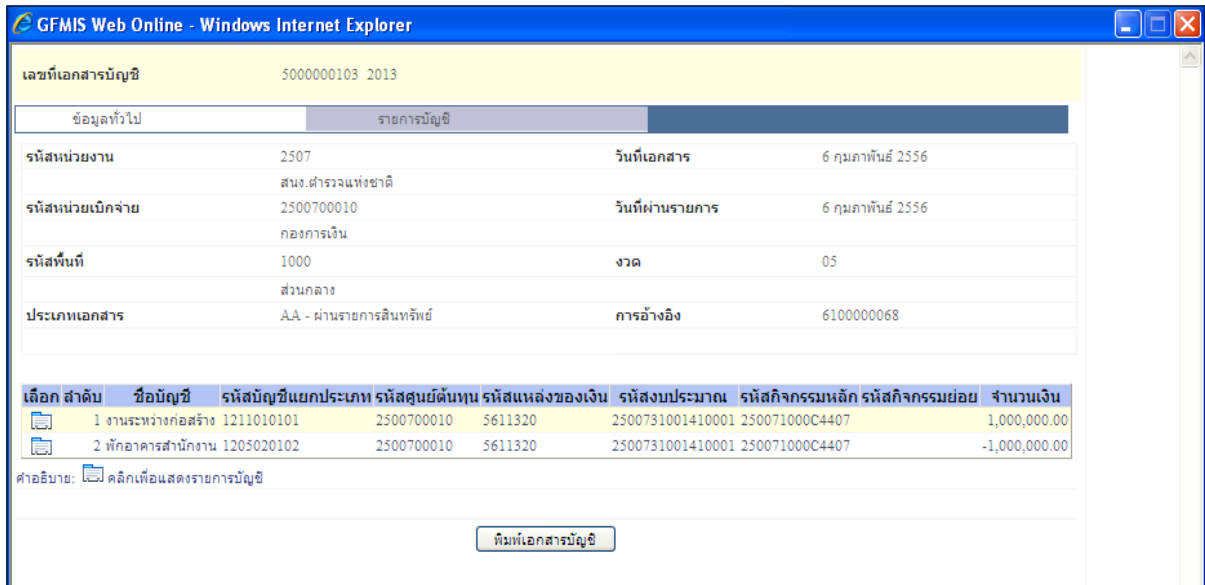 GFMIS Web Online - Windows Internet Explorer
เลขที่เอกสารบัญชี 5000000103 2013
ข้อมูลทั่วไป รายการบัญชี
รหัสหน่วยงาน 2507 วันที่เอกสาร 6 กุมภาพันธ์ 2556
สนง.ตำรวจแห่งชาติ
รหัสหน่วยเบิกจ่าย 2500700010 วันที่ผ่านรายการ 6 กุมภาพันธ์ 2556
กองการเงิน
รหัสพื้นที่ 1000 งวด 05
ส่วนกลาง
ประเภทเอกสาร AA - ผ่านรายการสินทรัพย์ การอ้างอิง 6100000068
เลือก ลำดับ ชื่อบัญชี รหัสบัญชีแยกประเภท รหัสศูนย์ต้นทุน รหัสแหล่งของเงิน รหัสงบประมาณ รหัสกิจกรรมหลัก รหัสกิจกรรมย่อย จำนวนเงิน
1 งานระหว่างก่อสร้าง 1211010101 2500700010 5611320 2500731001410001 250071000C4407 1,000,000.00
2 พักอาคารสำนักงาน 1205020102 2500700010 5611320 2500731001410001 250071000C4407 -1,000,000.00
คำอธิบาย: คลิกเพื่อแสดงรายการบัญชี
พิมพ์เอกสารบัญชี